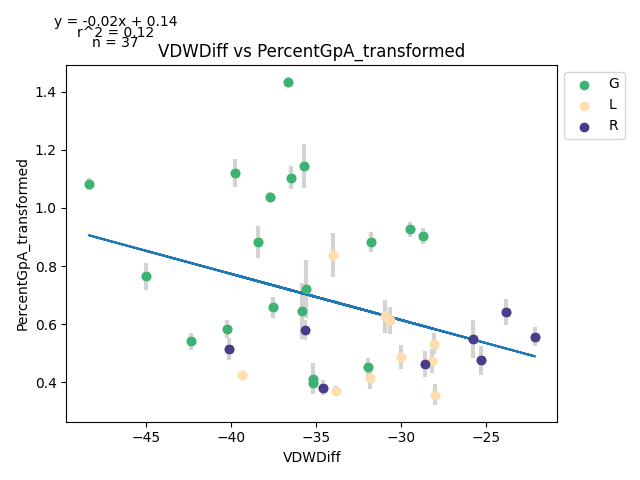 y = -0.02x + 0.14
r^2 = 0.12
n = 37
VDWDiff vs PercentGpA_transformed
G
L
R
PercentGpA_transformed
1.4
1.2
1.0
0.8
0.6
0.4
−45
−40
−35
−30
−25
VDWDiff